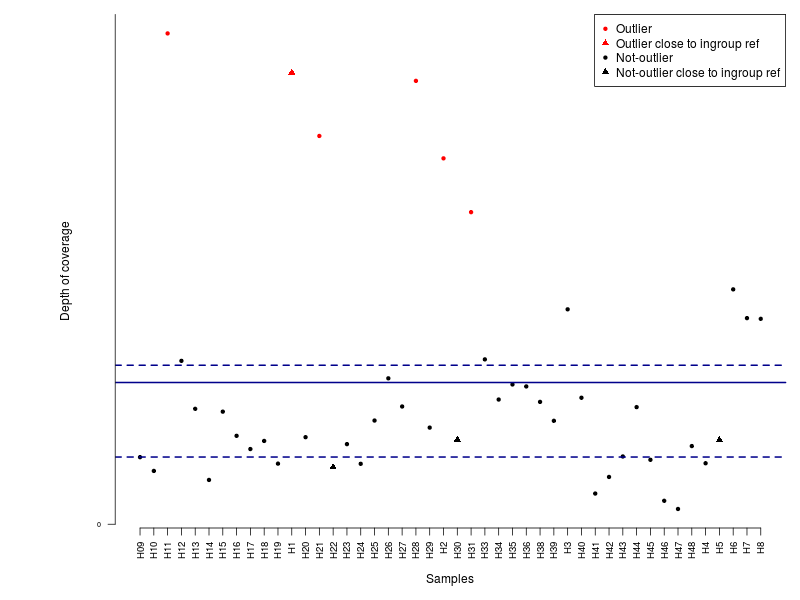 Outlier
Outlier close to ingroup ref
Not-outlier
Not-outlier close to ingroup ref
Depth of coverage
0
H09 H10 H11 H12 H13 H14 H15 H16 H17 H18 H19 H1 H20 H21 H22 H23 H24 H25 H26 H27 H28 H29 H2 H30 H31 H33 H34 H35 H36 H38 H39 H3 H40 H41 H42 H43 H44 H45 H46 H47 H48 H4 H5 H6 H7 H8
Samples